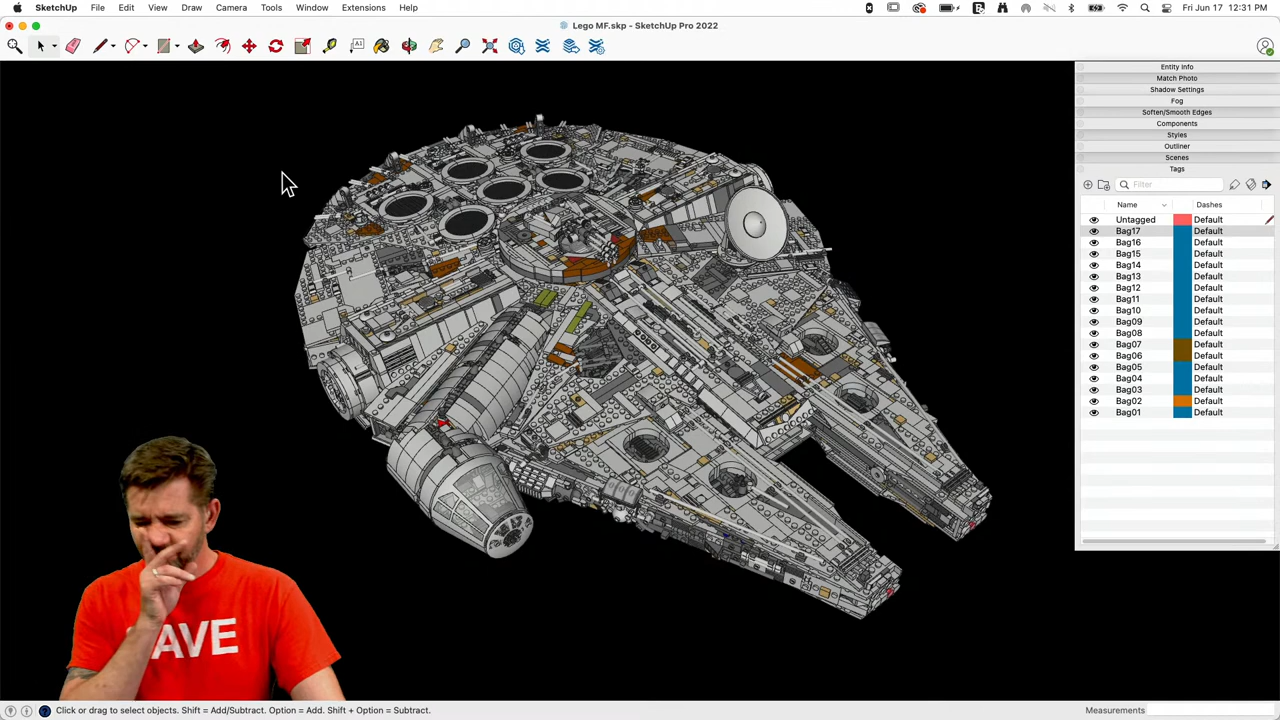 SketchUp File Edit View Draw Camera Tools Window Extensions Help Fri Jun 17 12:31 PM
Lego MF.skp - SketchUp Pro 2022
Entity Info
Match Photo
Shadow Settings
Fog
Soften/Smooth Edges
Components
Styles
Outliner
Scenes
Tags
Filter
Name Dashes
Untagged Default
Bag17 Default
Bag16 Default
Bag15 Default
Bag14 Default
Bag13 Default
Bag12 Default
Bag11 Default
Bag10 Default
Bag09 Default
Bag08 Default
Bag07 Default
Bag06 Default
Bag05 Default
Bag04 Default
Bag03 Default
Bag02 Default
Bag01 Default
AVE
Click or drag to select objects. Shift = Add/Subtract. Option = Add. Shift + Option = Subtract. Measurements